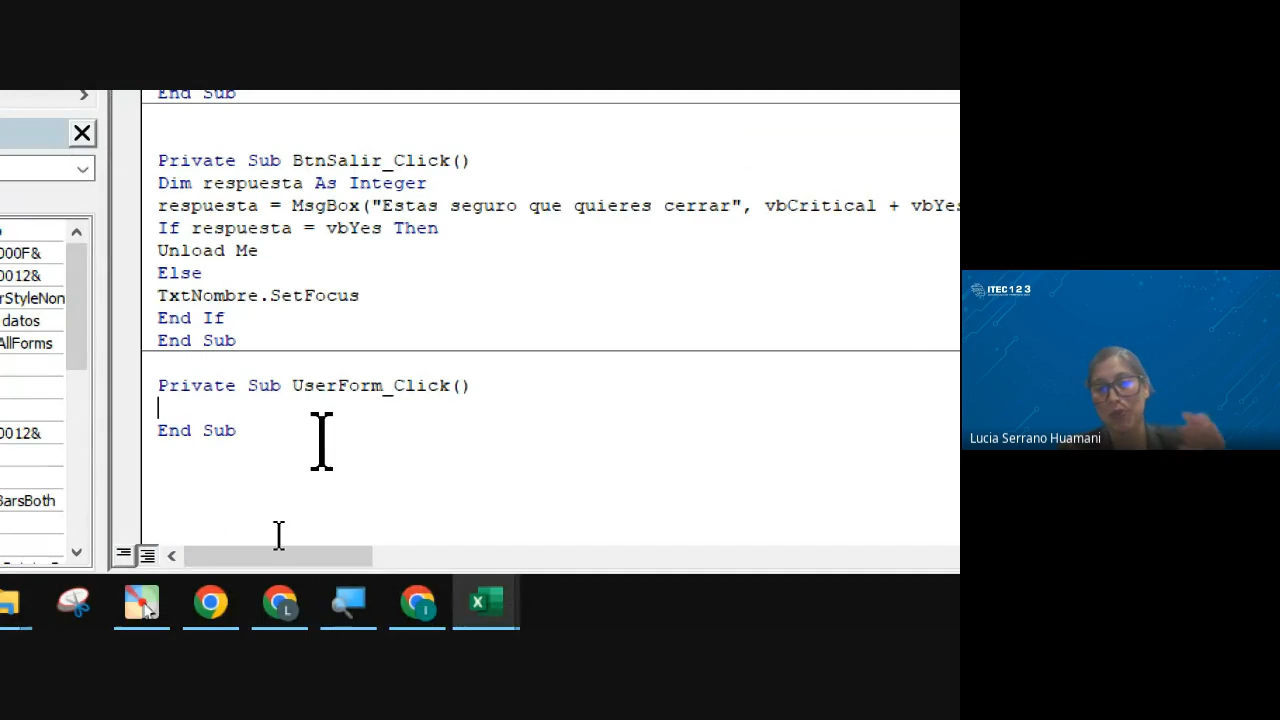 End Sub
Private Sub BtnSalir_Click()
Dim respuesta As Integer
respuesta = MsgBox("Estas seguro que quieres cerrar", vbCritical + vbYes
If respuesta = vbYes Then
Unload Me
Else
TxtNombre.SetFocus
End If
End Sub
Private Sub UserForm_Click()
End Sub
000F&
0012&
rStyleNon
datos
AllForms
0012&
BarsBoth
L
I
X
ITEC 1 2 3
Lucia Serrano Huamani